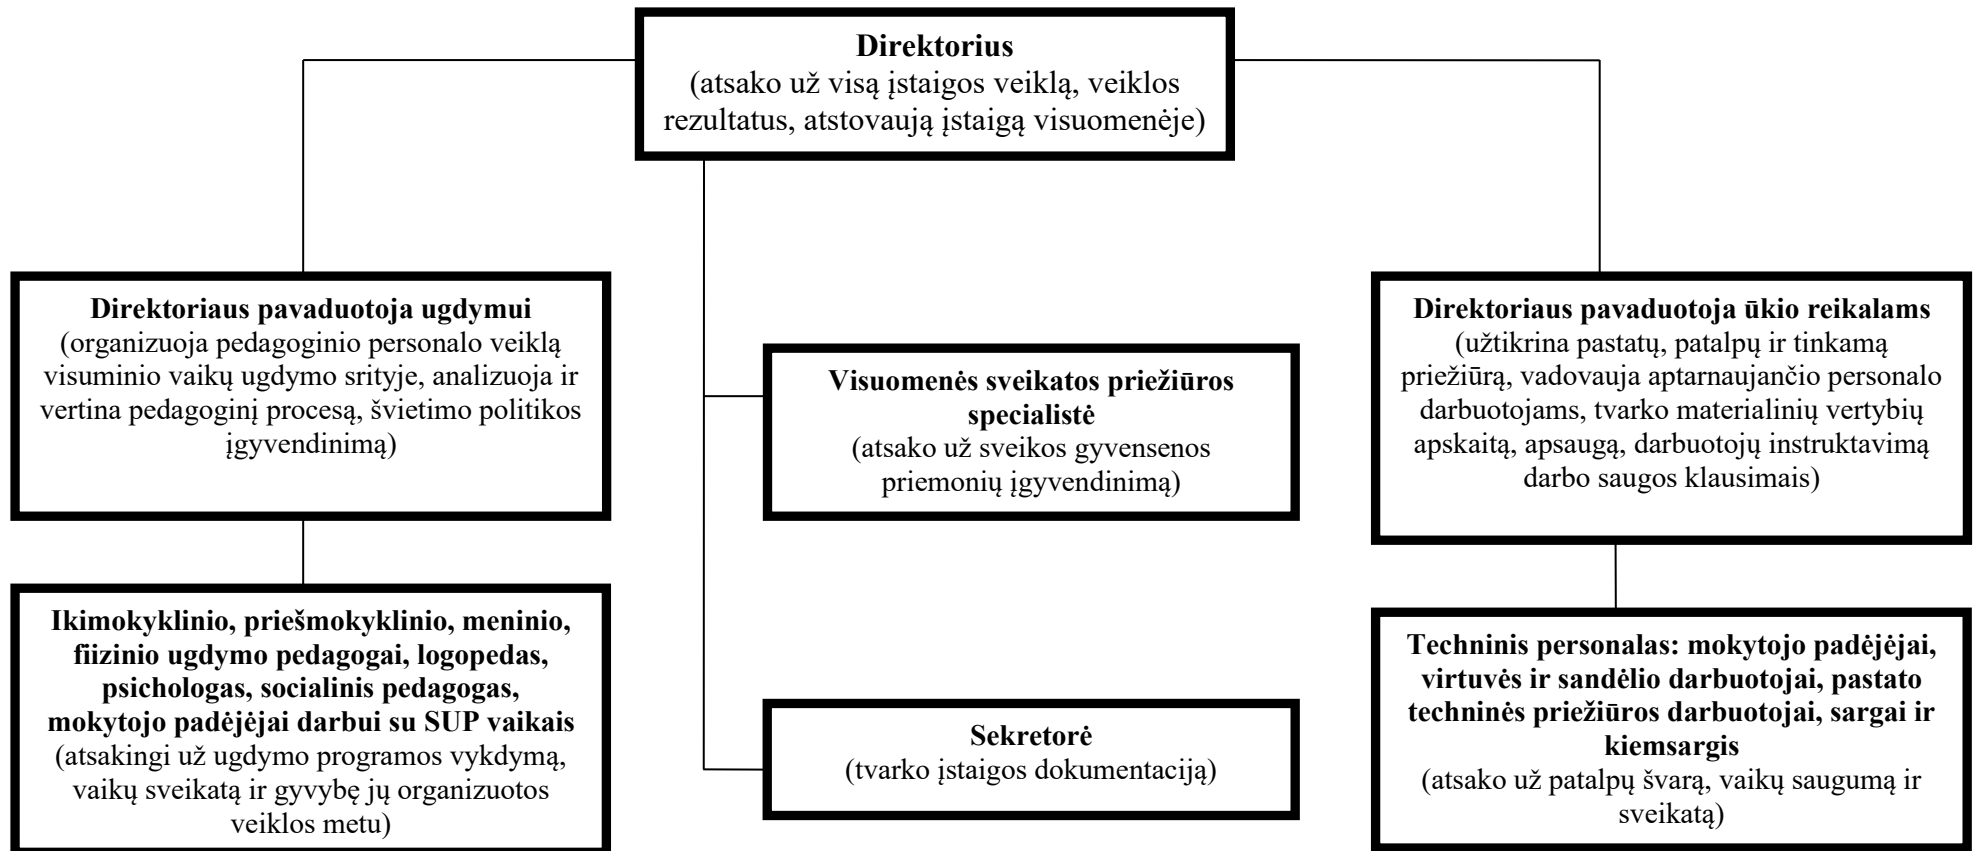 Direktorius
(atsako už visą įstaigos veiklą, veiklos
rezultatus, atstovaują įstaigą visuomenėje)
Direktoriaus pavaduotoja ugdymui
(organizuoja pedagoginio personalo veiklą
visuminio vaikų ugdymo srityje, analizuoja ir
vertina pedagoginį procesą, švietimo politikos
įgyvendinimą)
Visuomenės sveikatos priežiūros
specialistė
(atsako už sveikos gyvensenos
priemonių įgyvendinimą)
Direktoriaus pavaduotoja ūkio reikalams
(užtikrina pastatų, patalpų ir tinkamą
priežiūrą, vadovauja aptarnaujančio personalo
darbuotojams, tvarko materialinių vertybių
apskaitą, apsaugą, darbuotojų instruktavimą
darbo saugos klausimais)
Ikimokyklinio, priešmokyklinio, meninio,
fiizinio ugdymo pedagogai, logopedas,
psichologas, socialinis pedagogas,
mokytojo padėjėjai darbui su SUP vaikais
(atsakingi už ugdymo programos vykdymą,
vaikų sveikatą ir gyvybę jų organizuotos
veiklos metu)
Sekretorė
(tvarko įstaigos dokumentaciją)
Techninis personalas: mokytojo padėjėjai,
virtuvės ir sandėlio darbuotojai, pastato
techninės priežiūros darbuotojai, sargai ir
kiemsargis
(atsako už patalpų švarą, vaikų saugumą ir
sveikatą)